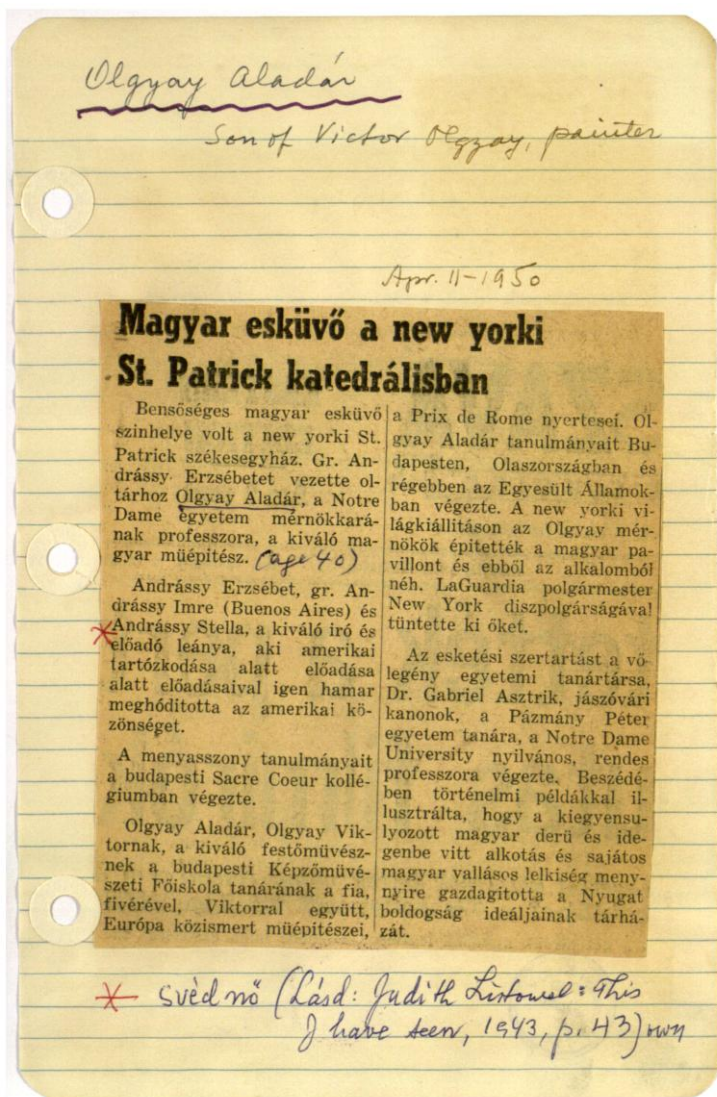 Olgyay Aladár
Son of Victor Olgyay, painter
Apr. 11-1950
Magyar esküvő a new yorki
St. Patrick katedrálisban
Bensőséges magyar esküvő
szinhelye volt a new yorki St.
Patrick székesegyház. Gr. An-
drássy Erzsébetet vezette ol-
tárhoz Olgyay Aladár, a Notre
Dame egyetem mérnökkará-
nak professzora, a kiváló ma-
gyar müépitész. (age 40)
Andrássy Erzsébet, gr. An-
drássy Imre (Buenos Aires) és
Andrássy Stella, a kiváló iró és
előadó leánya, aki amerikai
tartózkodása alatt előadása
alatt előadásaival igen hamar
meghóditotta az amerikai kö-
zönséget.
A menyasszony tanulmányait
a budapesti Sacre Coeur kollé-
giumban végezte.
Olgyay Aladár, Olgyay Vik-
tornak, a kiváló festőmüvész-
nek a budapesti Képzőmüvé-
szeti Főiskola tanárának a fia,
fivérével, Viktorral együtt,
Európa közismert müépitészei,
a Prix de Rome nyertesei. Ol-
gyay Aladár tanulmányait Bu-
dapesten, Olaszországban és
régebben az Egyesült Államok-
ban végezte. A new yorki vi-
lágkiállitáson az Olgyay mér-
nökök épitették a magyar pa-
villont és ebből az alkalomból
néh. LaGuardia polgármester
New York diszpolgárságával
tüntette ki őket.
Az esketési szertartást a vő-
legény egyetemi tanártársa,
Dr. Gabriel Asztrik, jászóvári
kanonok, a Pázmány Péter
egyetem tanára, a Notre Dame
University nyilvános, rendes
professzora végezte. Beszédé-
ben történelmi példákkal il-
lusztrálta, hogy a kiegyensu-
lyozott magyar derü és ide-
genbe vitt alkotás és sajátos
magyar vallásos lelkiség meny-
nyire gazdagitotta a Nyugat
boldogság ideáljainak tárhá-
zát.
* svéd nő (Lásd: Judith Listowel: This
I have seen, 1943, p. 43) own